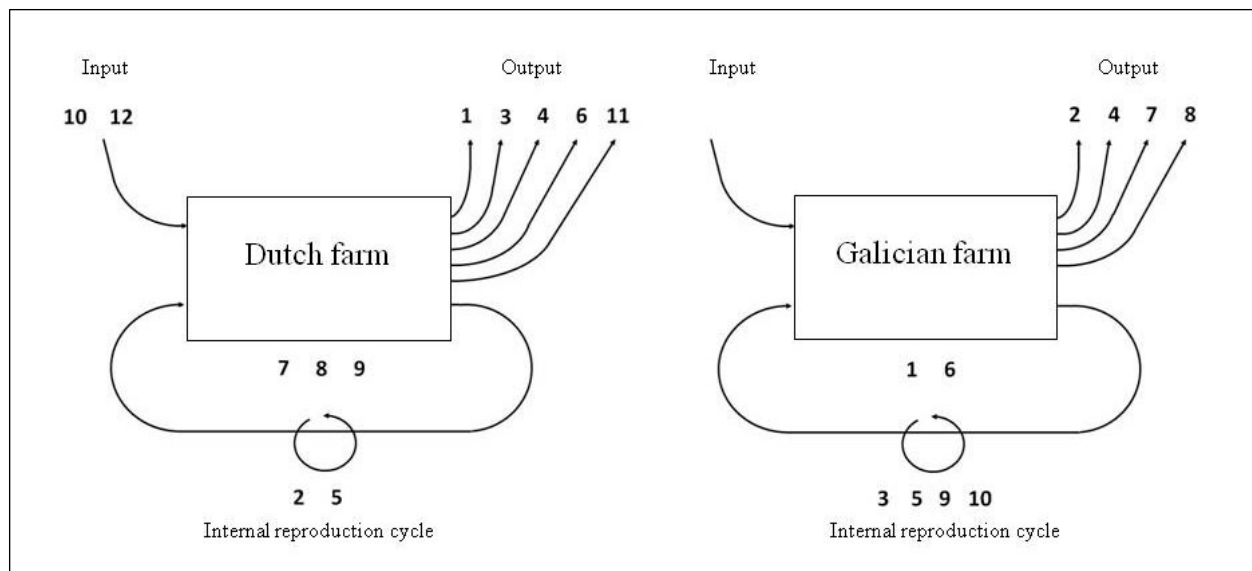 Input
Output
10 12
1 3 4 6 11
Dutch farm
7 8 9
2 5
Internal reproduction cycle
Input
Output
2 4 7 8
Galician farm
1 6
3 5 9 10
Internal reproduction cycle